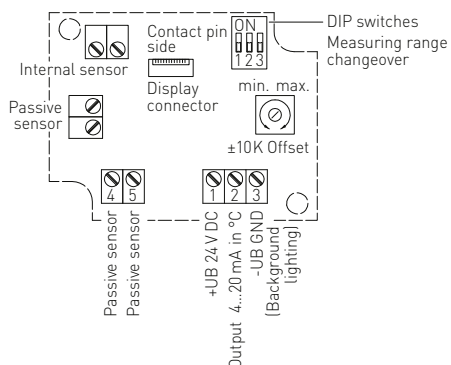 Contact pin
side
ON
1 2 3
DIP switches
Measuring range
changeover
Internal sensor
Display
connector
min. max.
±10K Offset
Passive
sensor
4 5
1 2 3
Passive sensor
Passive sensor
+UB 24 V DC
Output 4...20 mA in °C
-UB GND
(Background
lighting)